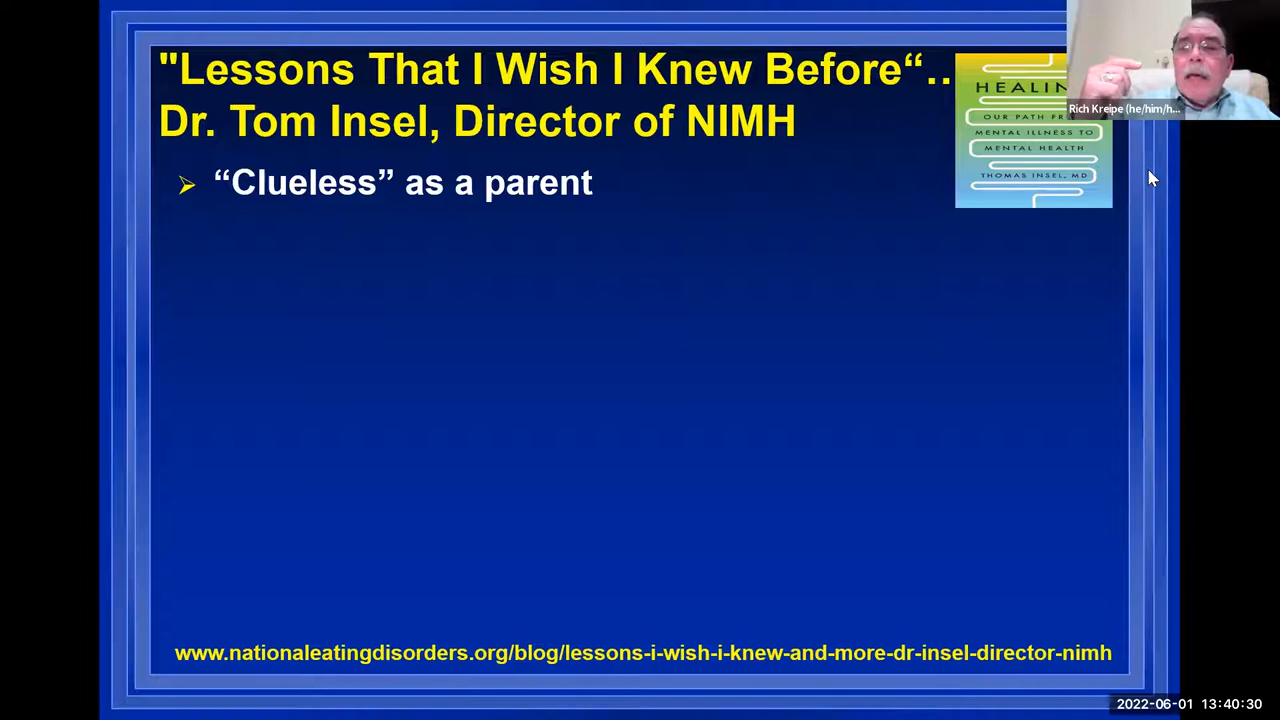 "Lessons That I Wish I Knew Before“..
Dr. Tom Insel, Director of NIMH
“Clueless” as a parent
HEALIN
OUR PATH FR
MENTAL ILLNESS TO
MENTAL HEALTH
THOMAS INSEL, MD
Rich Kreipe (he/him/h...
www.nationaleatingdisorders.org/blog/lessons-i-wish-i-knew-and-more-dr-insel-director-nimh
2022-06-01 13:40:30